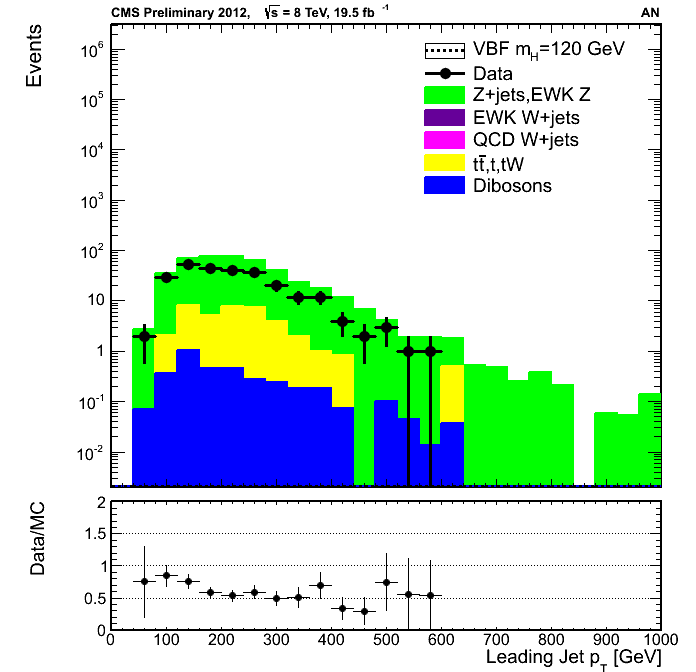 CMS Preliminary 2012, √s = 8 TeV, 19.5 fb⁻¹ AN
Events
10⁶
10⁵
10⁴
10³
10²
10
1
10⁻¹
10⁻²
VBF m_H=120 GeV
Data
Z+jets,EWK Z
EWK W+jets
QCD W+jets
tt̄,t,tW
Dibosons
Data/MC
2
1.5
1
0.5
0
0 100 200 300 400 500 600 700 800 900 1000
Leading Jet p_T [GeV]